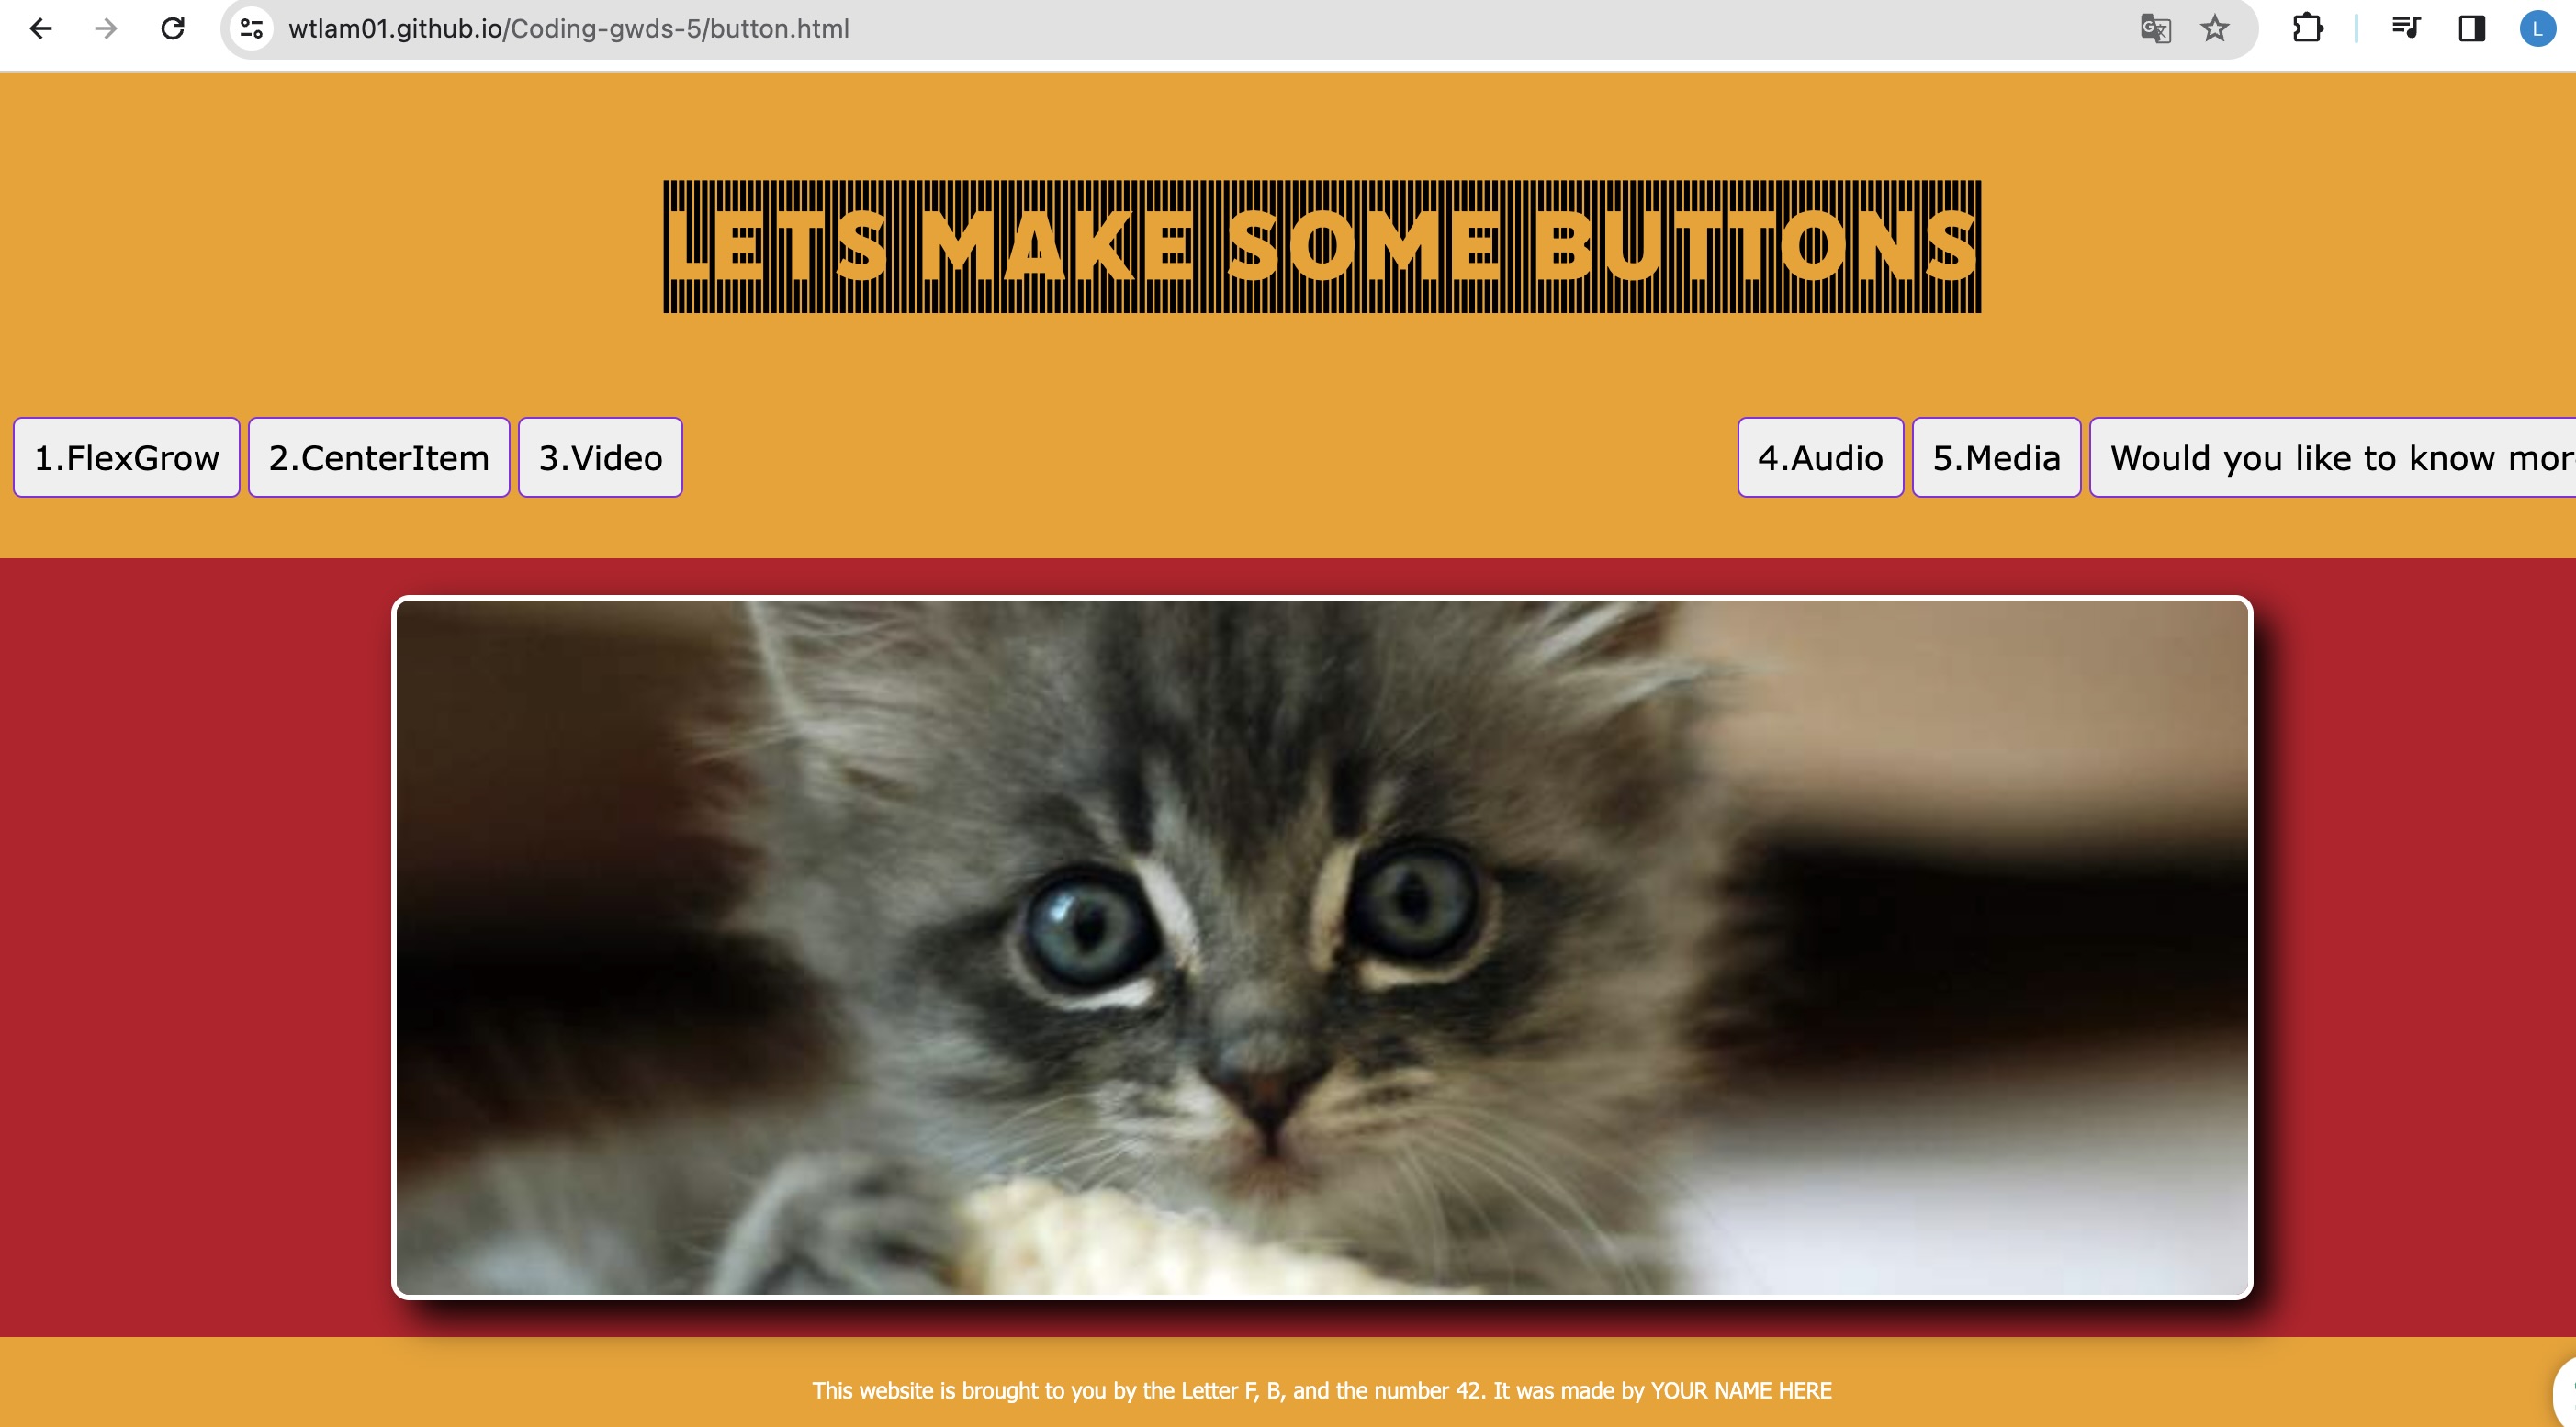 wtlam01.github.io/Coding-gwds-5/button.html
L
LETS MAKE SOME BUTTONS
1.FlexGrow 2.CenterItem 3.Video 4.Audio 5.Media Would you like to know mor
This website is brought to you by the Letter F, B, and the number 42. It was made by YOUR NAME HERE